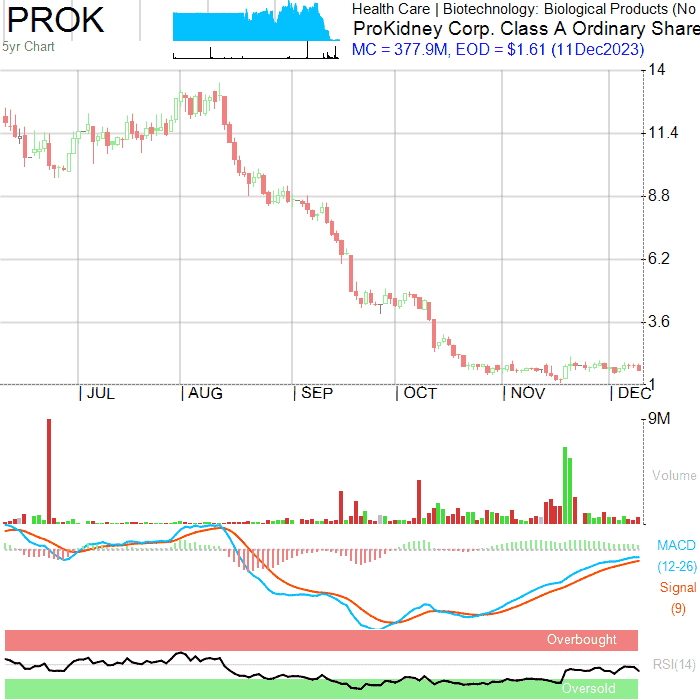 PROK
5yr Chart
Health Care | Biotechnology: Biological Products (No
ProKidney Corp. Class A Ordinary Share
MC = 377.9M, EOD = $1.61 (11Dec2023)
14
11.4
8.8
6.2
3.6
1
JUL
AUG
SEP
OCT
NOV
DEC
9M
Volume
MACD
(12-26)
Signal
(9)
Overbought
RSI(14)
Oversold